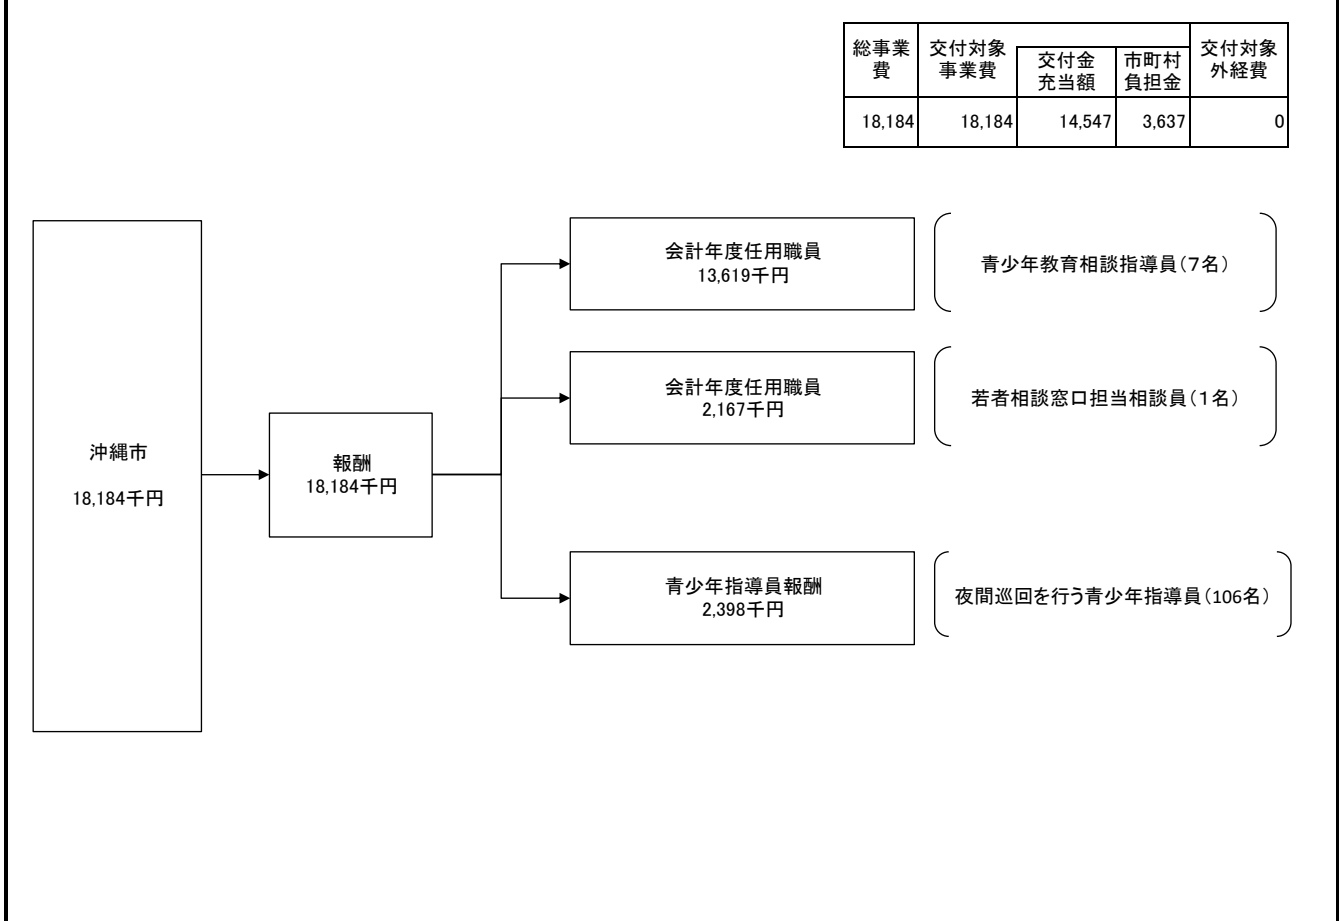 総事業
費
交付対象
事業費
交付金
充当額
市町村
負担金
交付対象
外経費
18,184
18,184
14,547
3,637
0
沖縄市
18,184千円
報酬
18,184千円
会計年度任用職員
13,619千円
青少年教育相談指導員(7名)
会計年度任用職員
2,167千円
若者相談窓口担当相談員(1名)
青少年指導員報酬
2,398千円
夜間巡回を行う青少年指導員(106名)